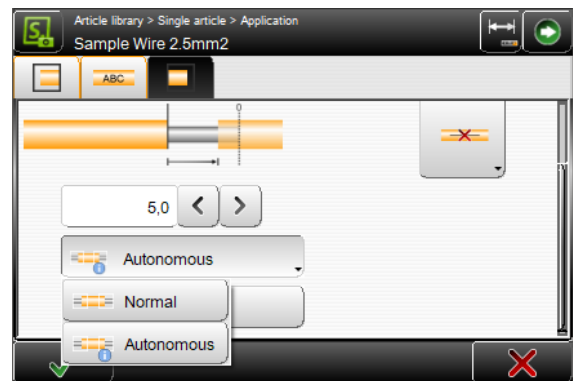 S
Article library > Single article > Application
Sample Wire 2.5mm2
ABC
0
5,0
Autonomous
Normal
Autonomous